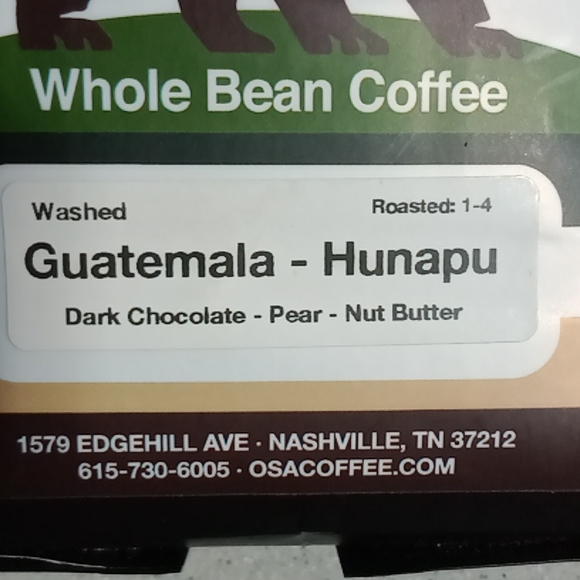 Whole Bean Coffee
Washed Roasted: 1-4
Guatemala - Hunapu
Dark Chocolate - Pear - Nut Butter
1579 EDGEHILL AVE · NASHVILLE, TN 37212
615-730-6005 · OSACOFFEE.COM